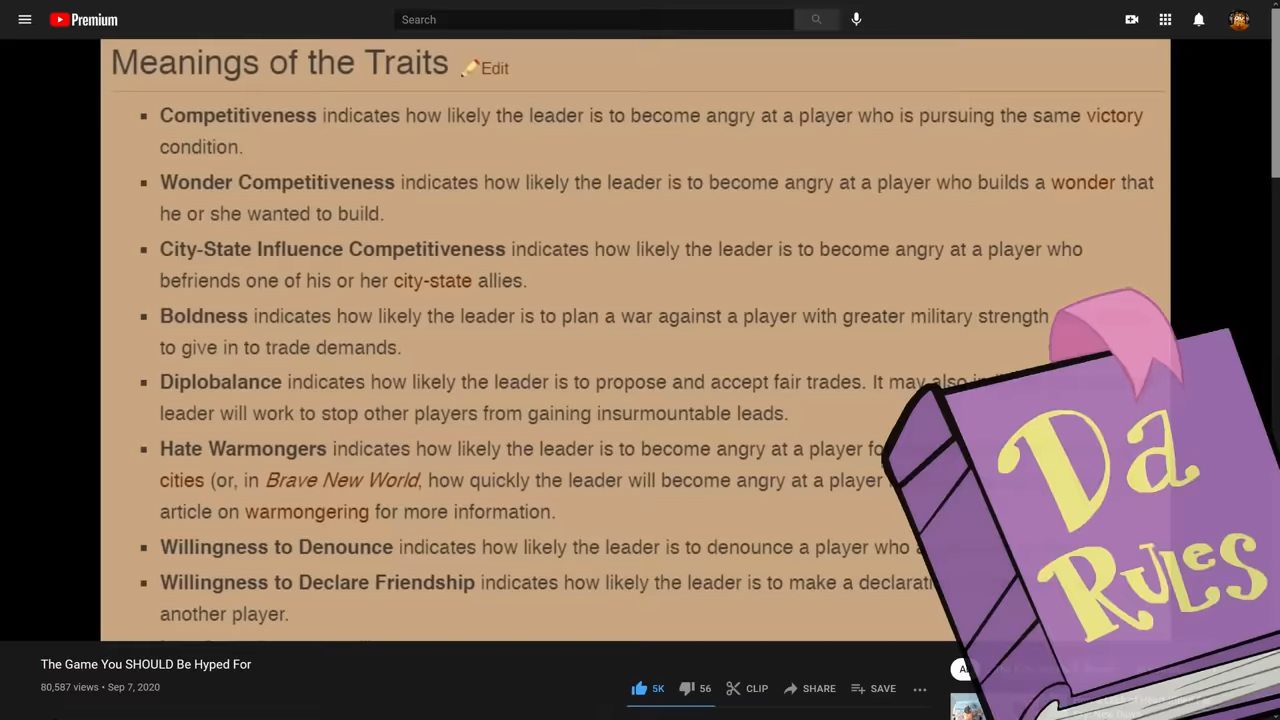 Premium
Search
Meanings of the Traits Edit
Competitiveness indicates how likely the leader is to become angry at a player who is pursuing the same victory
condition.
Wonder Competitiveness indicates how likely the leader is to become angry at a player who builds a wonder that
he or she wanted to build.
City-State Influence Competitiveness indicates how likely the leader is to become angry at a player who
befriends one of his or her city-state allies.
Boldness indicates how likely the leader is to plan a war against a player with greater military strength
to give in to trade demands.
Diplobalance indicates how likely the leader is to propose and accept fair trades. It may also
leader will work to stop other players from gaining insurmountable leads.
Hate Warmongers indicates how likely the leader is to become angry at a player
cities (or, in Brave New World, how quickly the leader will become angry at a player
article on warmongering for more information.
Willingness to Denounce indicates how likely the leader is to denounce a player who
Willingness to Declare Friendship indicates how likely the leader is to make a
another player.
Da
Rules
The Game You SHOULD Be Hyped For
80,587 views • Sep 7, 2020
5K 56 CLIP SHARE SAVE